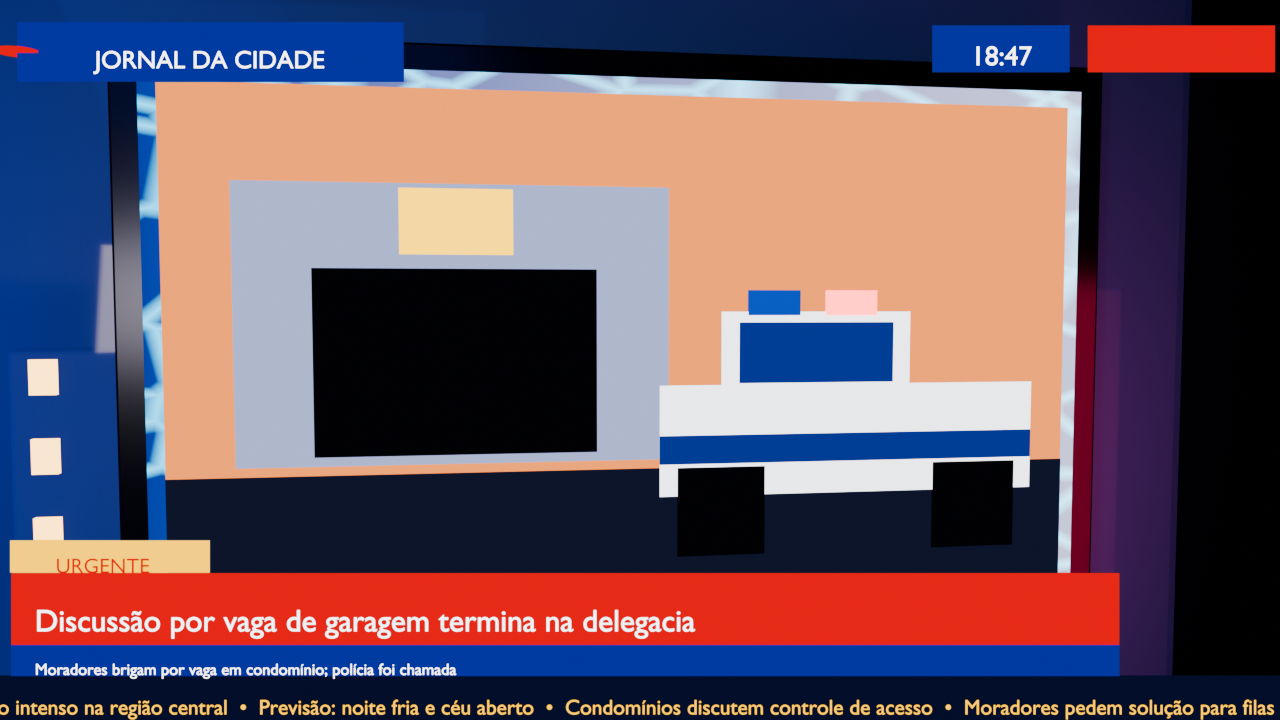 JORNAL DA CIDADE
18:47
URGENTE
Discussão por vaga de garagem termina na delegacia
Moradores brigam por vaga em condomínio; polícia foi chamada
o intenso na região central • Previsão: noite fria e céu aberto • Condomínios discutem controle de acesso • Moradores pedem solução para filas